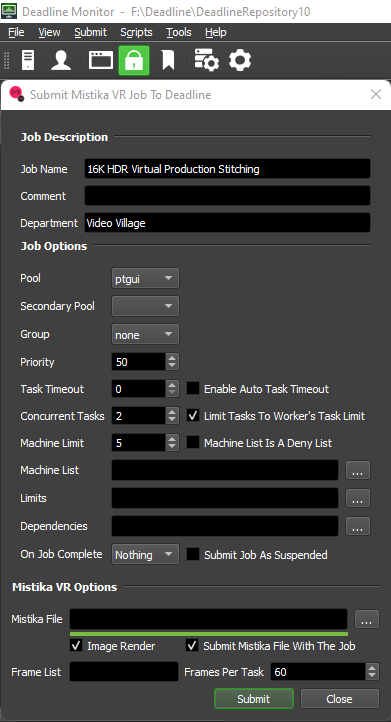 Deadline Monitor - F:\Deadline\DeadlineRepository10
File View Submit Scripts Tools Help
Submit Mistika VR Job To Deadline
Job Description
Job Name 16K HDR Virtual Production Stitching
Comment
Department Video Village
Job Options
Pool ptgui
Secondary Pool
Group none
Priority 50
Task Timeout 0 Enable Auto Task Timeout
Concurrent Tasks 2 Limit Tasks To Worker's Task Limit
Machine Limit 5 Machine List Is A Deny List
Machine List ...
Limits ...
Dependencies ...
On Job Complete Nothing Submit Job As Suspended
Mistika VR Options
Mistika File ...
Image Render Submit Mistika File With The Job
Frame List Frames Per Task 60
Submit Close